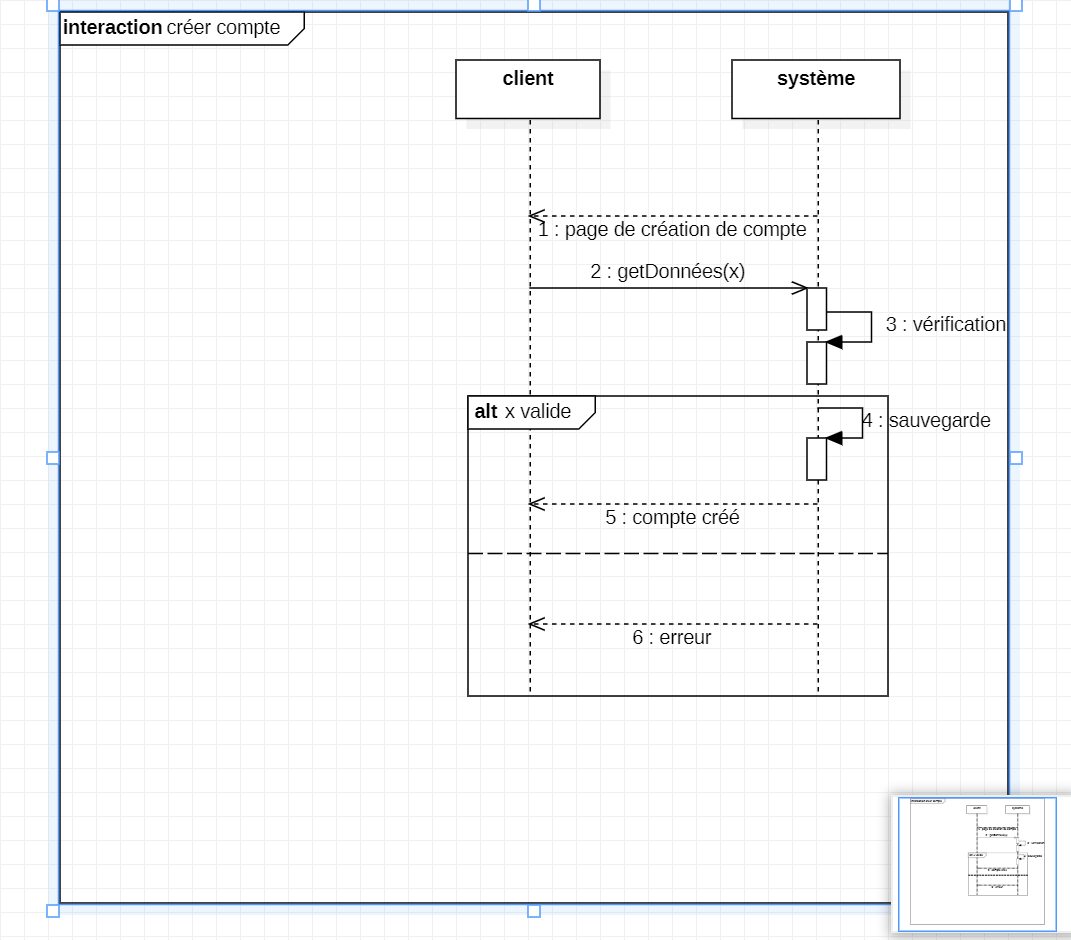 interaction créer compte
client
système
1 : page de création de compte
2 : getDonnées(x)
3 : vérification
alt x valide
4 : sauvegarde
5 : compte créé
6 : erreur